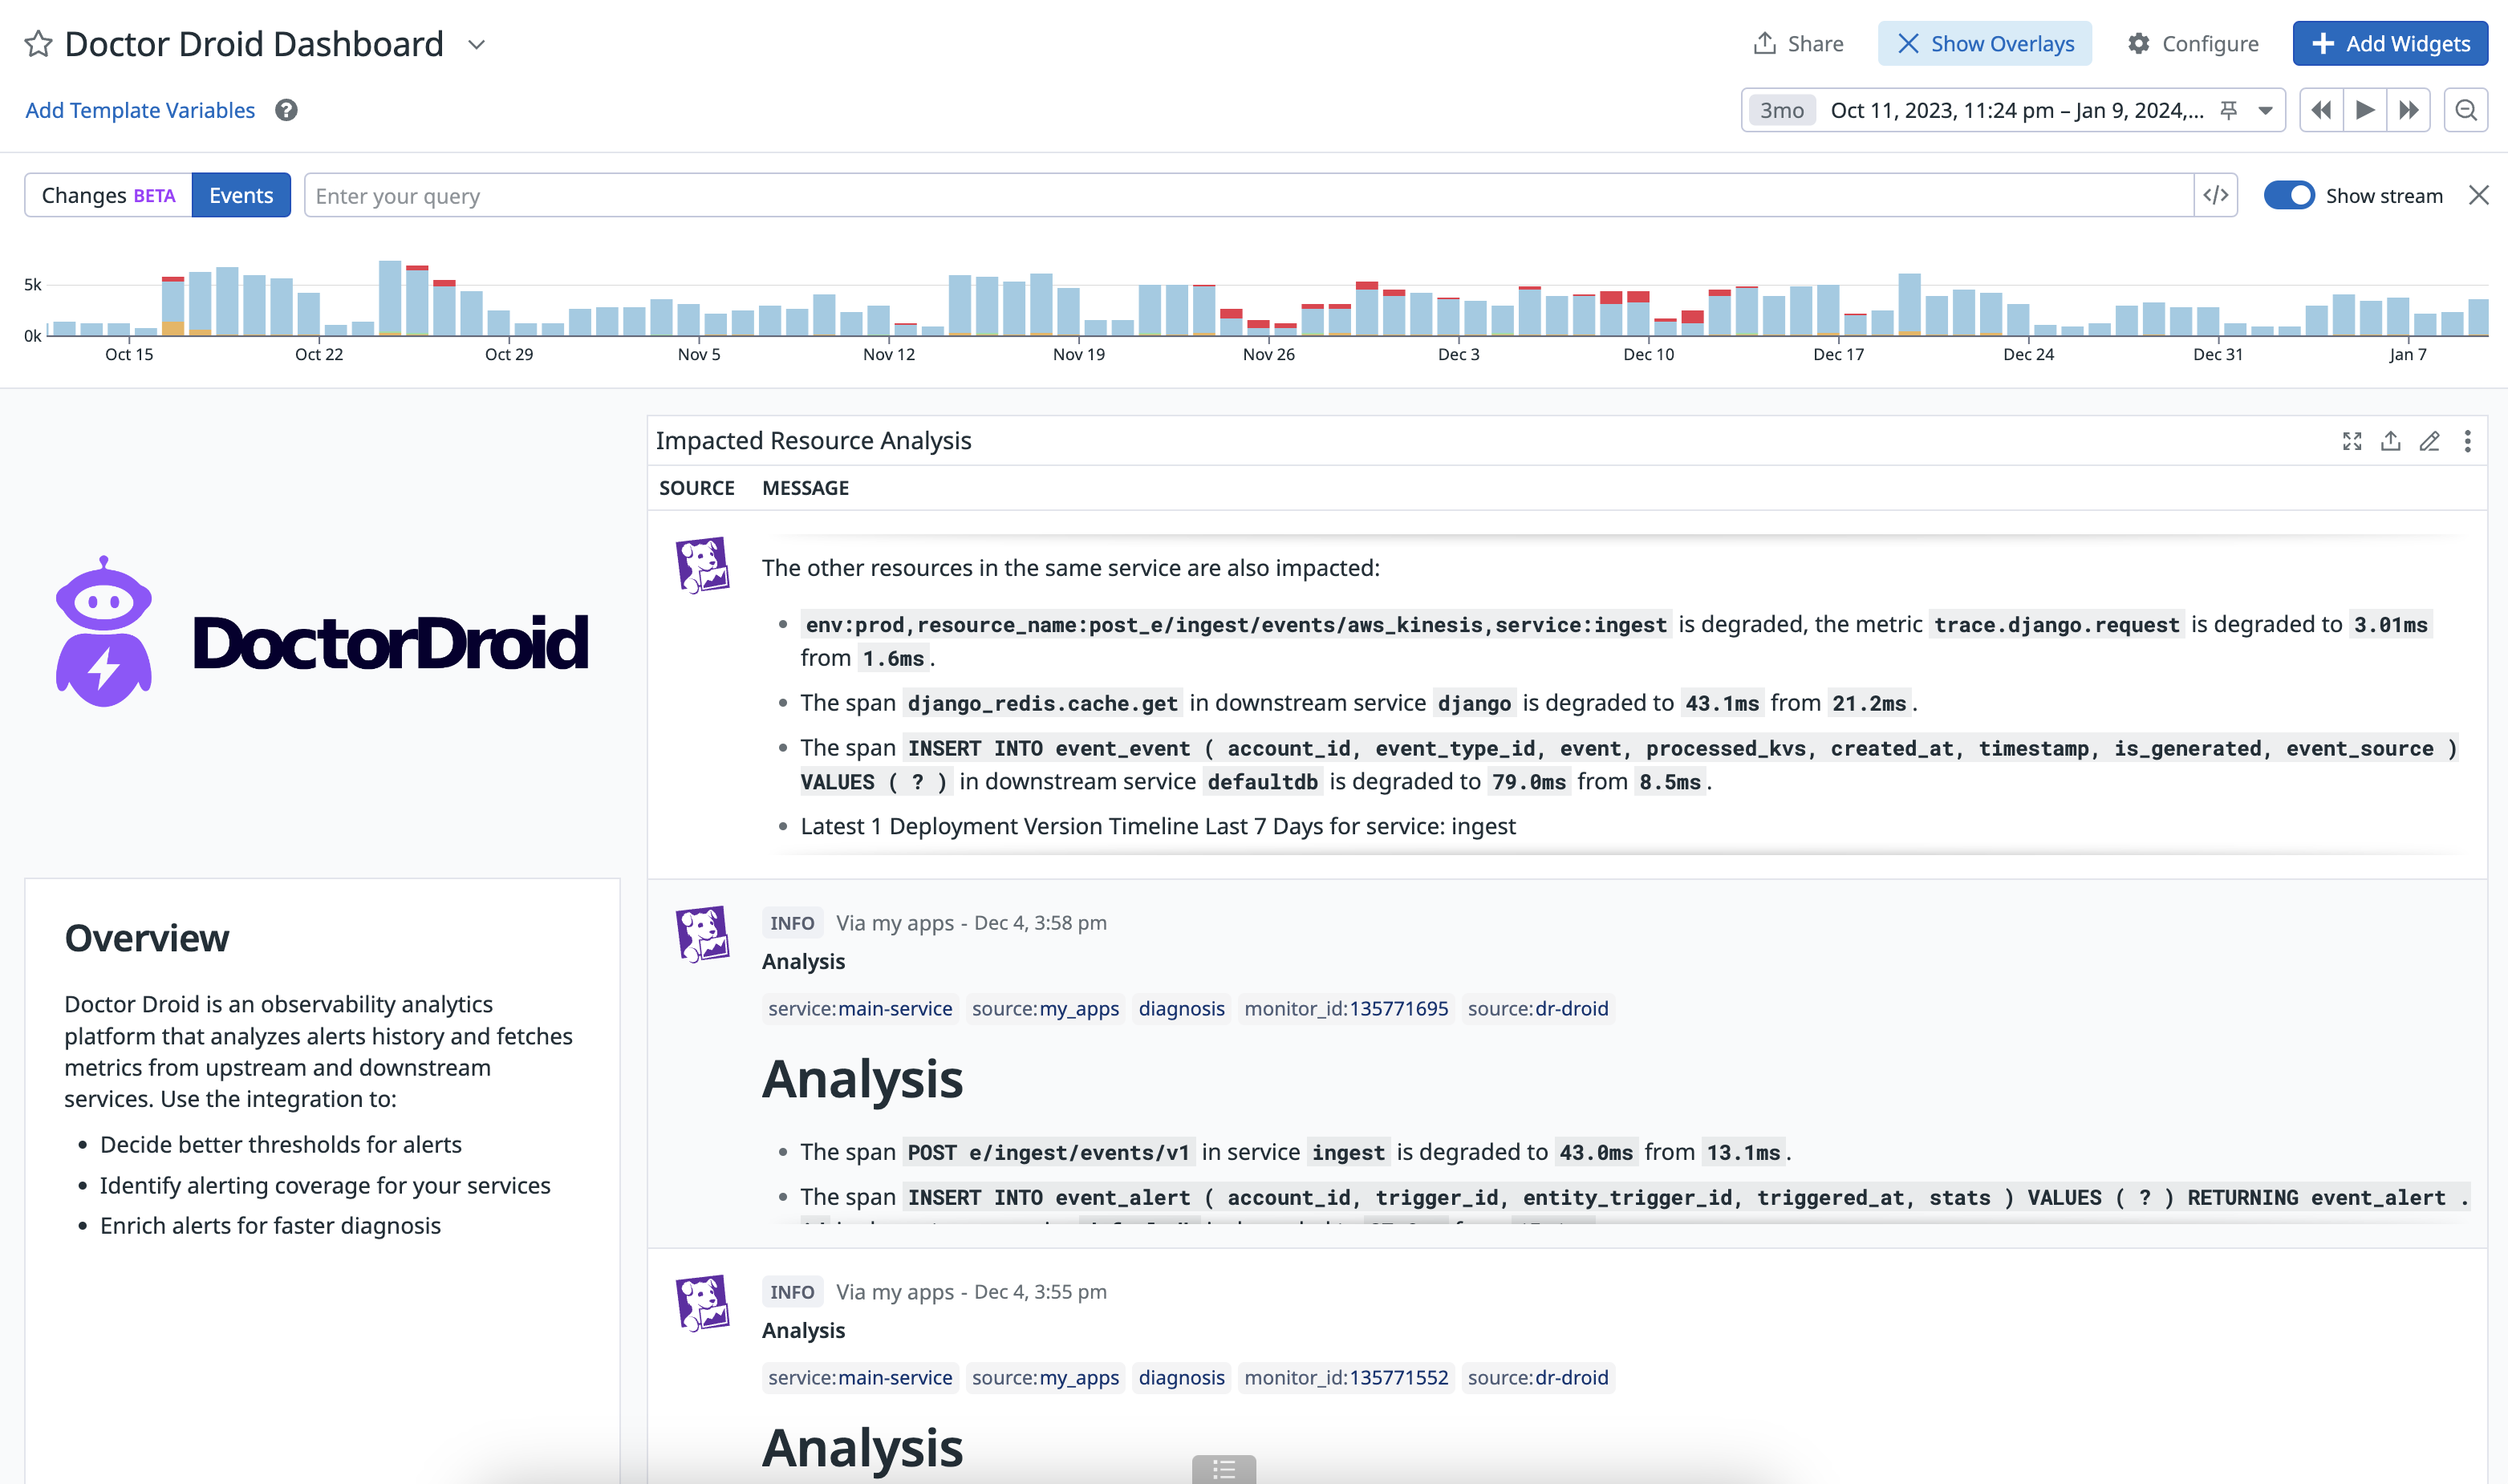 Doctor Droid Dashboard
Share
Show Overlays
Configure
Add Widgets
Add Template Variables
3mo Oct 11, 2023, 11:24 pm – Jan 9, 2024,...
Changes BETA
Events
Enter your query
</>
Show stream
5k
0k
Oct 15 Oct 22 Oct 29 Nov 5 Nov 12 Nov 19 Nov 26 Dec 3 Dec 10 Dec 17 Dec 24 Dec 31 Jan 7
DoctorDroid
Overview
Doctor Droid is an observability analytics
platform that analyzes alerts history and fetches
metrics from upstream and downstream
services. Use the integration to:
• Decide better thresholds for alerts
• Identify alerting coverage for your services
• Enrich alerts for faster diagnosis
Impacted Resource Analysis
SOURCE MESSAGE
The other resources in the same service are also impacted:
• env:prod,resource_name:post_e/ingest/events/aws_kinesis,service:ingest is degraded, the metric trace.django.request is degraded to 3.01ms
from 1.6ms.
• The span django_redis.cache.get in downstream service django is degraded to 43.1ms from 21.2ms.
• The span INSERT INTO event_event ( account_id, event_type_id, event, processed_kvs, created_at, timestamp, is_generated, event_source )
VALUES ( ? ) in downstream service defaultdb is degraded to 79.0ms from 8.5ms.
• Latest 1 Deployment Version Timeline Last 7 Days for service: ingest
INFO Via my apps - Dec 4, 3:58 pm
Analysis
service:main-service source:my_apps diagnosis monitor_id:135771695 source:dr-droid
Analysis
• The span POST e/ingest/events/v1 in service ingest is degraded to 43.0ms from 13.1ms.
• The span INSERT INTO event_alert ( account_id, trigger_id, entity_trigger_id, triggered_at, stats ) VALUES ( ? ) RETURNING event_alert .
INFO Via my apps - Dec 4, 3:55 pm
Analysis
service:main-service source:my_apps diagnosis monitor_id:135771552 source:dr-droid
Analysis